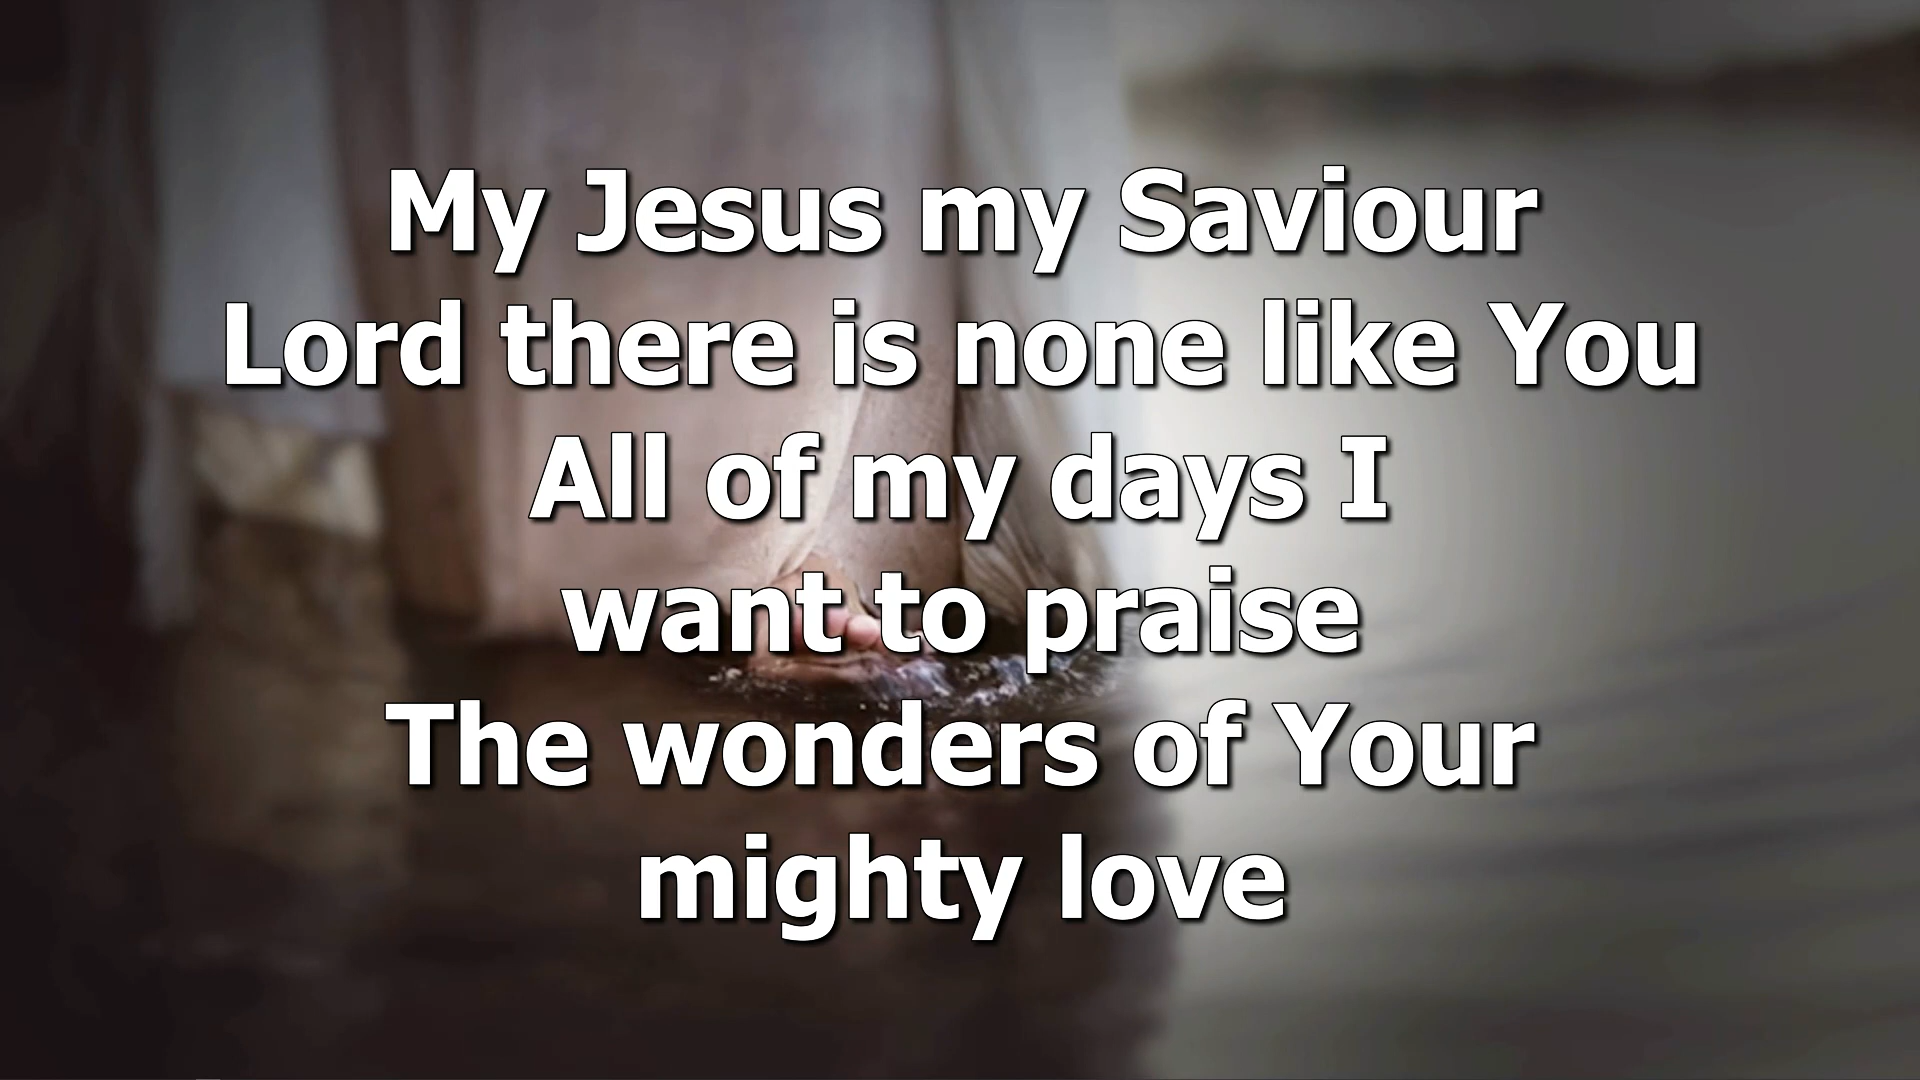 My Jesus my Saviour
Lord there is none like You
All of my days I
want to praise
The wonders of Your
mighty love